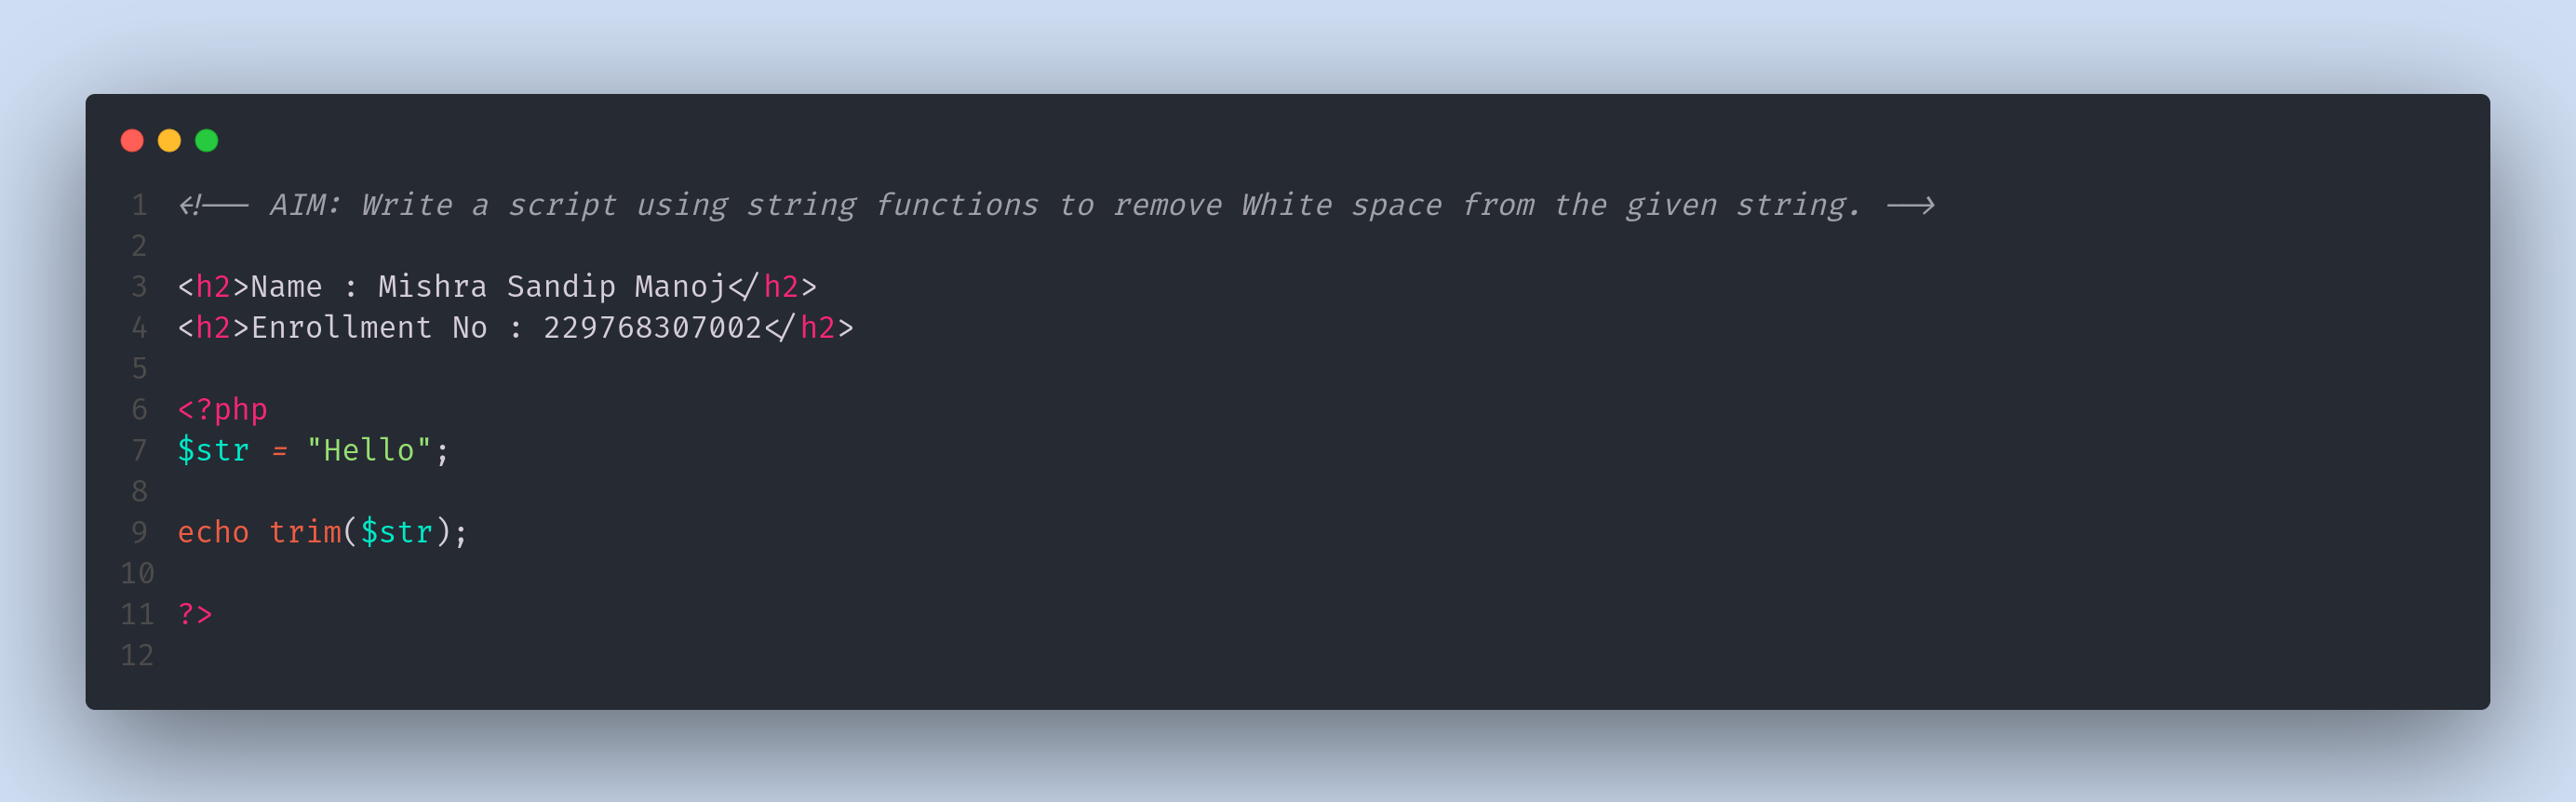 1 <!-- AIM: Write a script using string functions to remove White space from the given string. -->
2
3 <h2>Name : Mishra Sandip Manoj</h2>
4 <h2>Enrollment No : 229768307002</h2>
5
6 <?php
7 $str = "Hello";
8
9 echo trim($str);
10
11 ?>
12